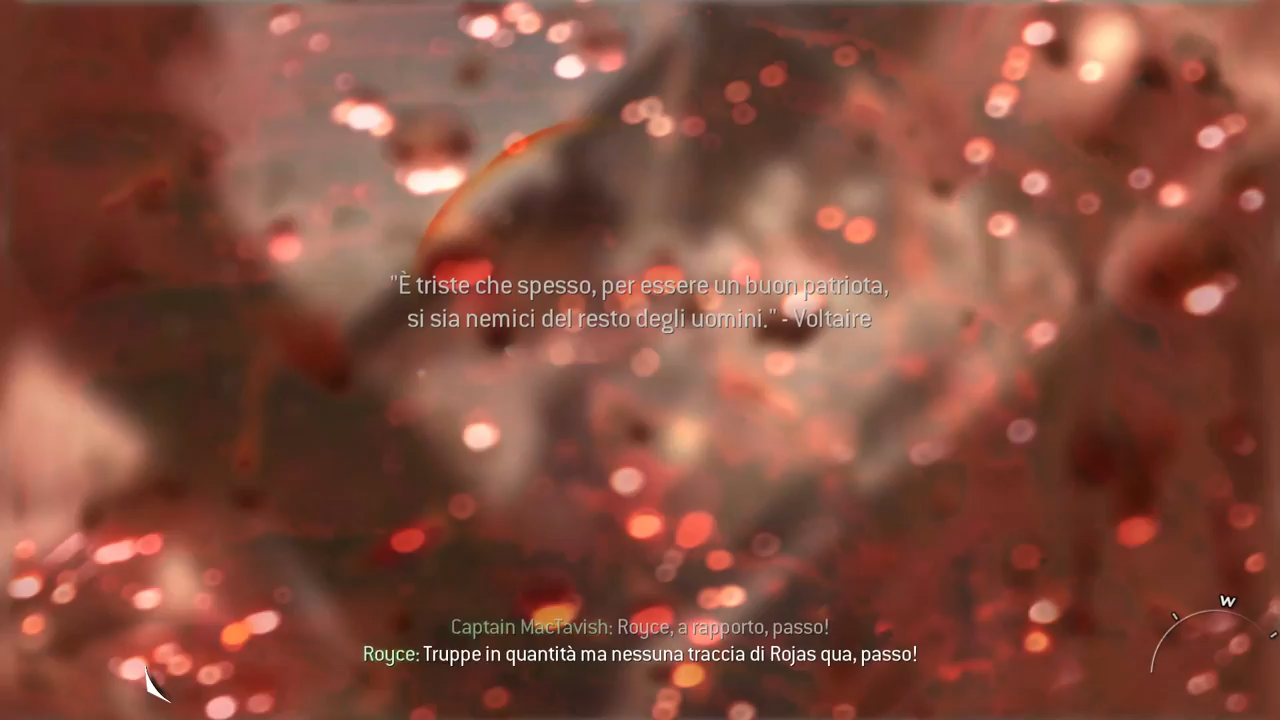 "È triste che spesso, per essere un buon patriota,
si sia nemici del resto degli uomini." - Voltaire
Captain MacTavish: Royce, a rapporto, passo!
Royce: Truppe in quantità ma nessuna traccia di Rojas qua, passo!
W